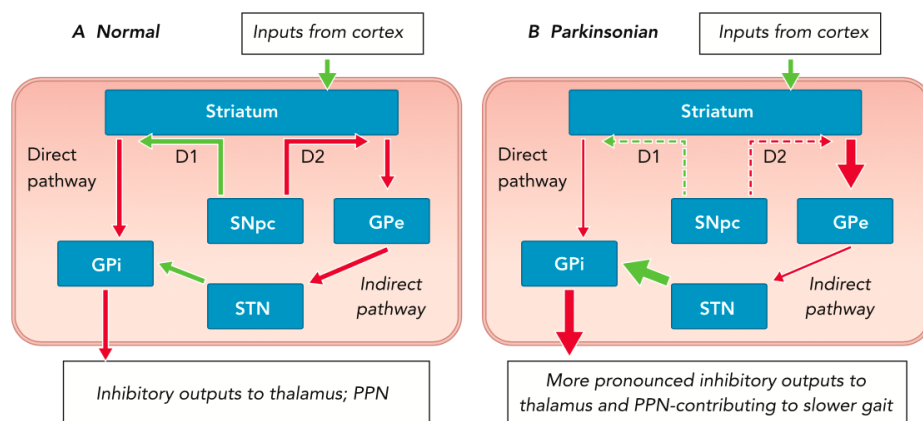 A Normal
Inputs from cortex
Striatum
Direct
pathway
D1
D2
SNpc
GPe
GPi
STN
Indirect
pathway
Inhibitory outputs to thalamus; PPN
B Parkinsonian
Inputs from cortex
Striatum
Direct
pathway
D1
D2
SNpc
GPe
GPi
STN
Indirect
pathway
More pronounced inhibitory outputs to
thalamus and PPN-contributing to slower gait